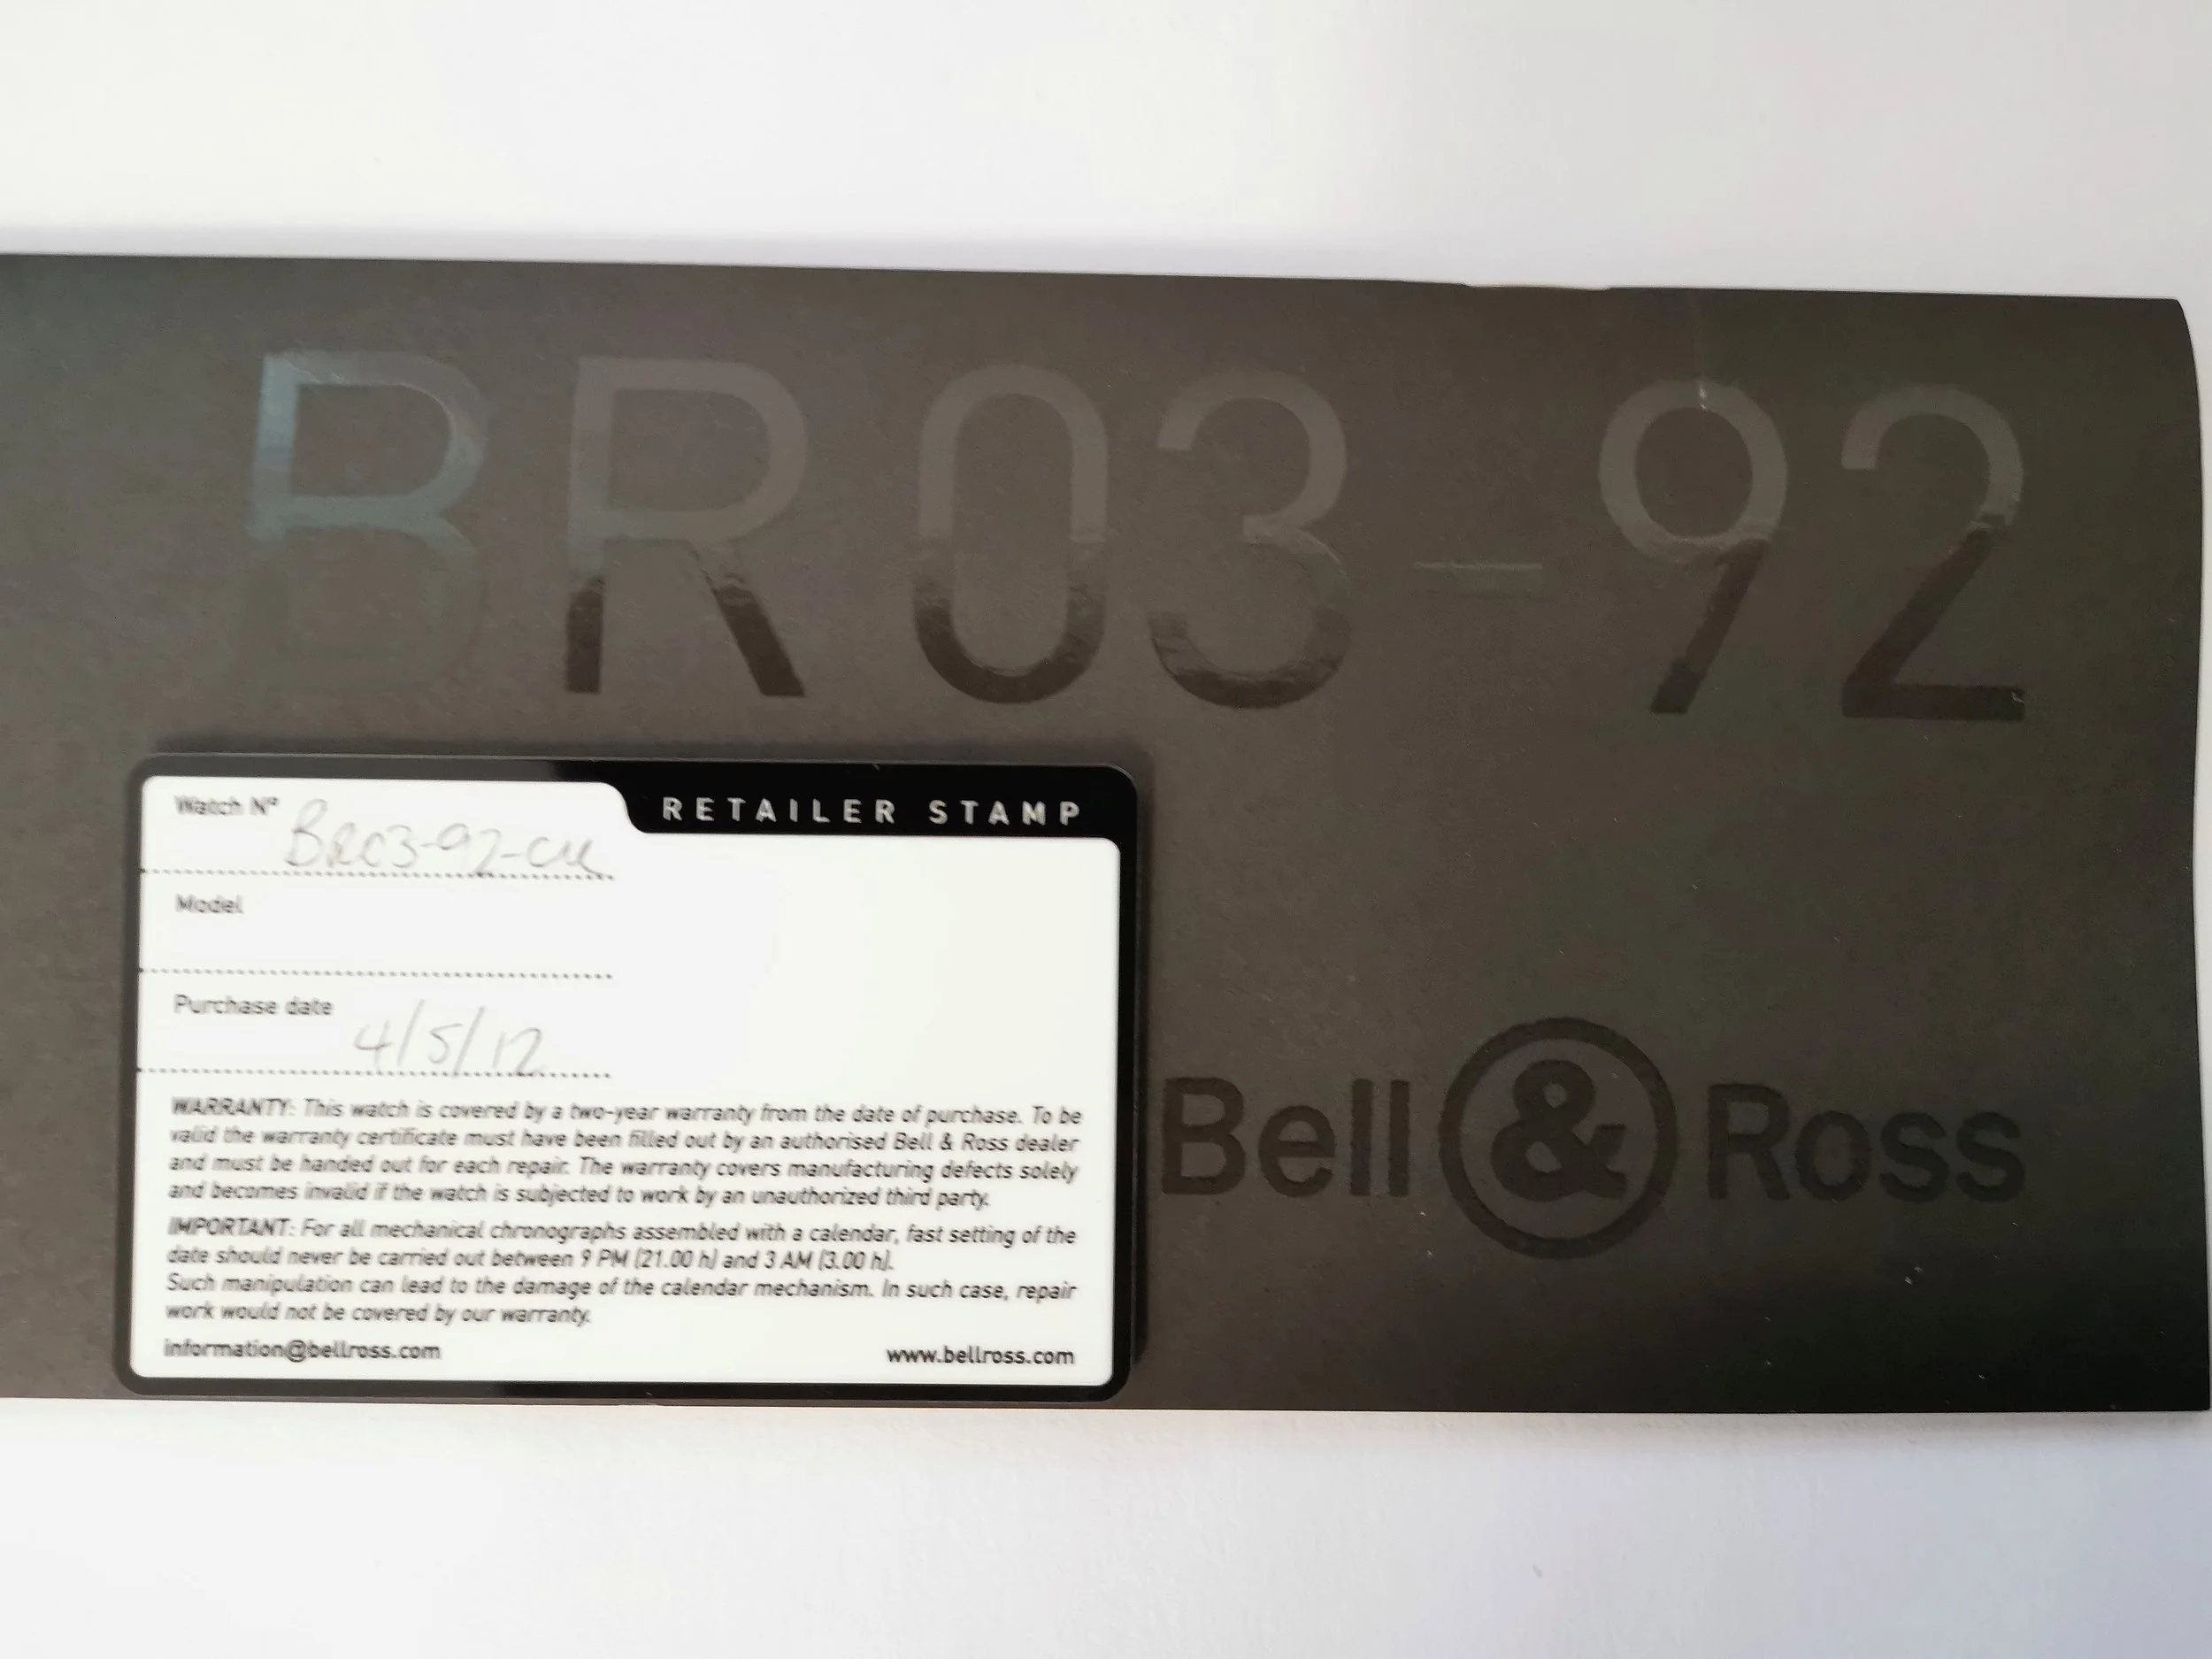 BR03-92
RETAILER STAMP
Watch Nº BR03-92-
Model
Purchase date 4/5/12
WARRANTY: This watch is covered by a two-year warranty from the date of purchase. To be
valid the warranty certificate must have been filled out by an authorised Bell & Ross dealer
and must be handed out for each repair. The warranty covers manufacturing defects solely
and becomes invalid if the watch is subjected to work by an unauthorized third party.
IMPORTANT: For all mechanical chronographs assembled with a calendar, fast setting of the
date should never be carried out between 9 PM (21.00 h) and 3 AM (3.00 h).
Such manipulation can lead to the damage of the calendar mechanism. In such case, repair
work would not be covered by our warranty.
information@bellross.com
www.bellross.com
Bell & Ross